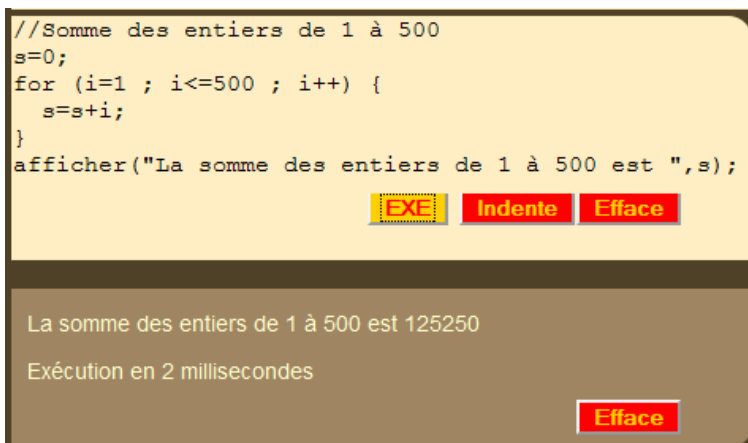 //Somme des entiers de 1 à 500
s=0;
for (i=1 ; i<=500 ; i++) {
  s=s+i;
}
afficher("La somme des entiers de 1 à 500 est ",s);
EXE Indente Efface
La somme des entiers de 1 à 500 est 125250
Exécution en 2 millisecondes
Efface